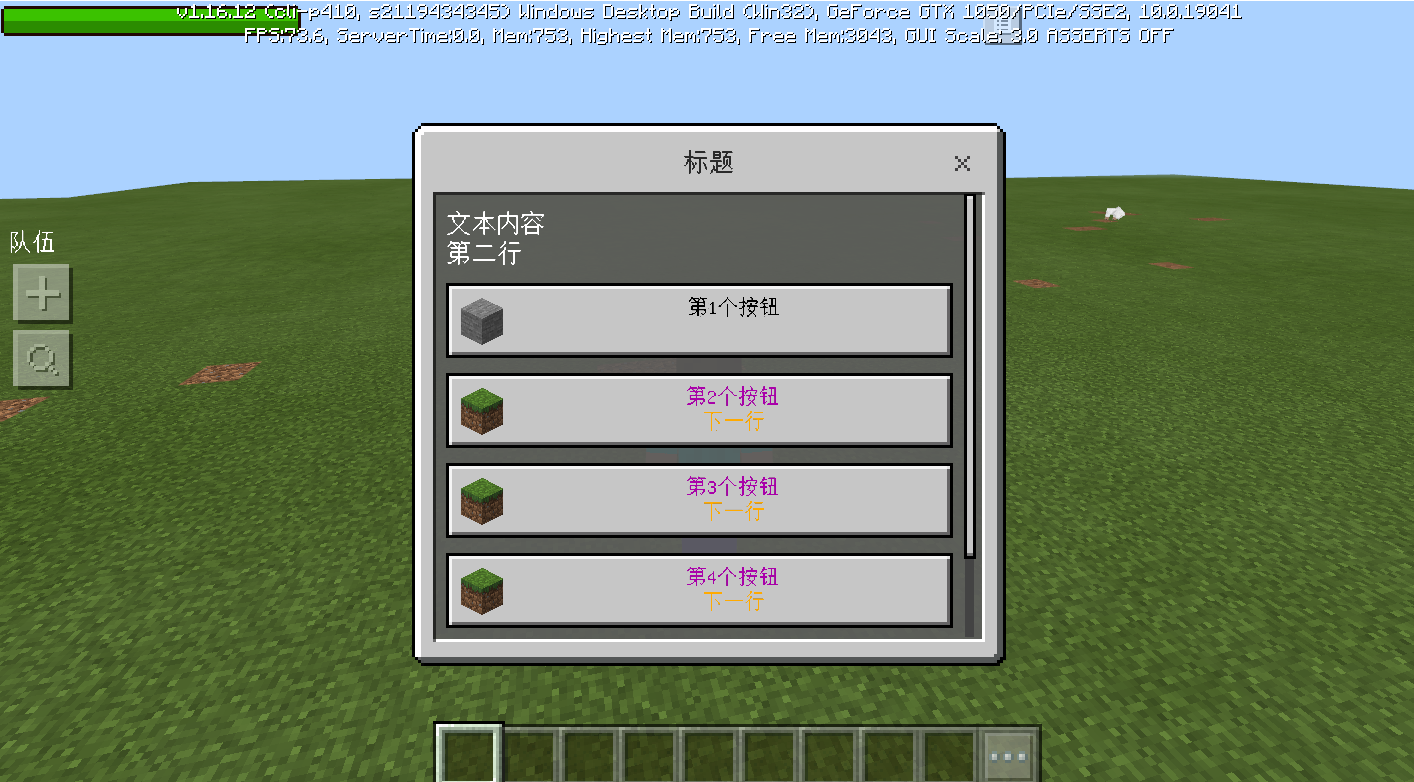 v1.16.12 (cl:r-p410, s21194345345) Windows Desktop Build (Win32), GeForce GTX 1050/PCIe/SSE2, 10.0.19041
FPS:73.6, ServerTime:0.0, Mem:753, Highest Mem:753, Free Mem:3043, GUI Scale: 3.0 ASSERTS OFF
标题
文本内容
第二行
队伍
第1个按钮
第2个按钮
下一行
第3个按钮
下一行
第4个按钮
下一行